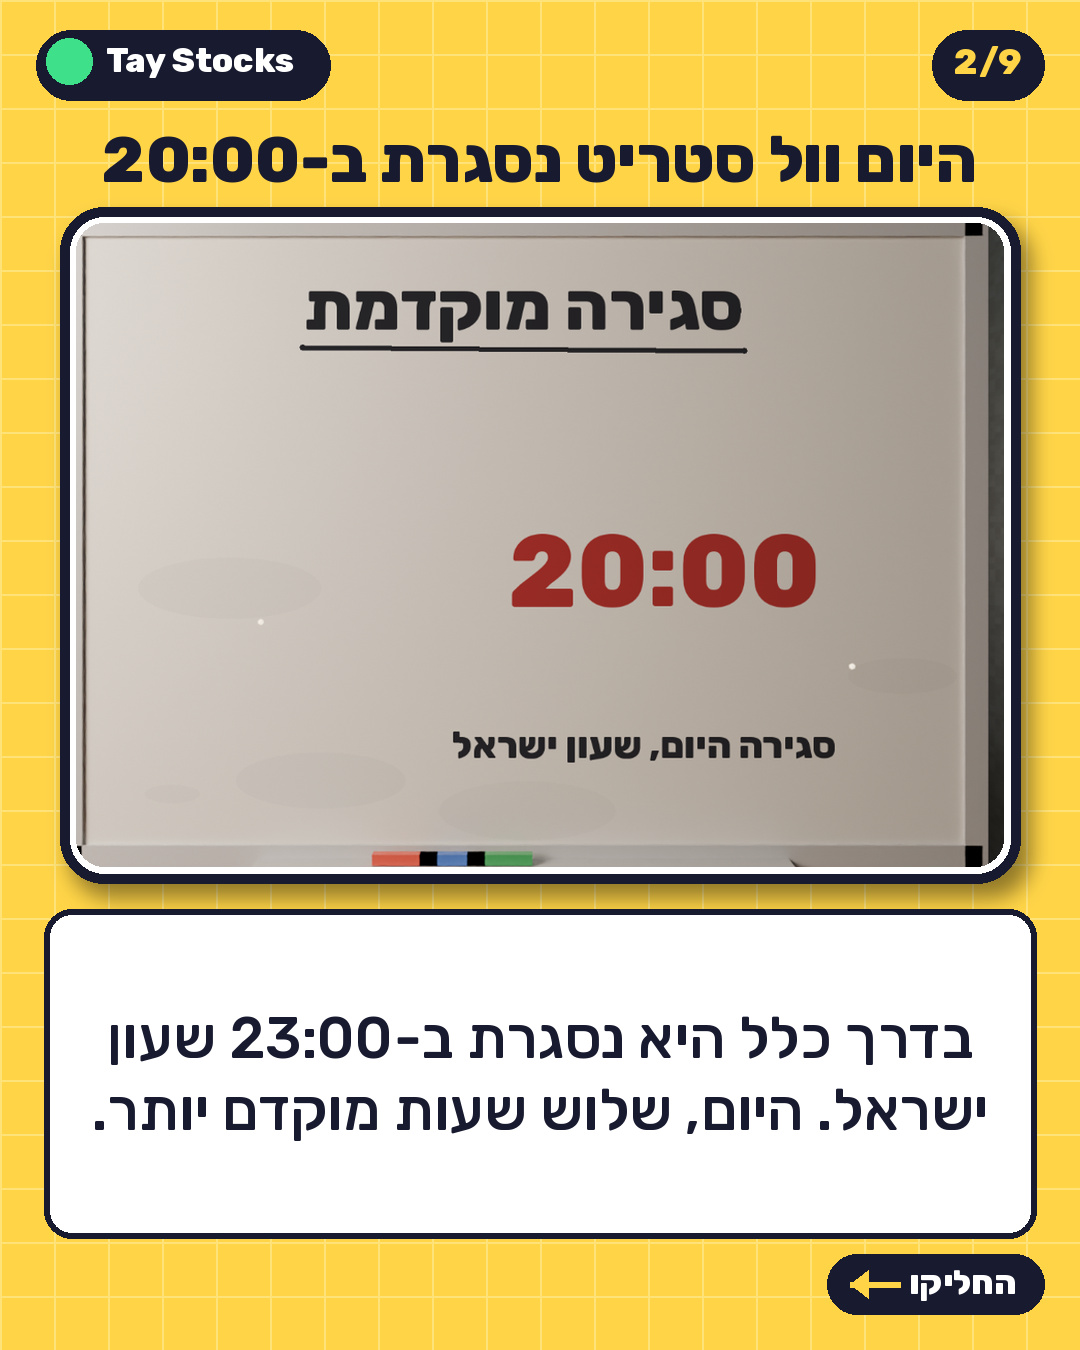 Tay Stocks
2/9
היום וול סטריט נסגרת ב-20:00
סגירה מוקדמת
20:00
סגירה היום, שעון ישראל
בדרך כלל היא נסגרת ב-23:00 שעון
ישראל. היום, שלוש שעות מוקדם יותר.
החליקו